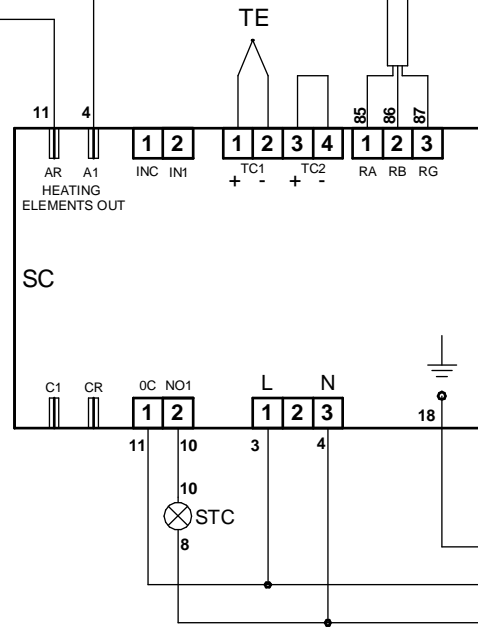 TE
11 4 85 86 87
1 2 1 2 3 4 1 2 3
AR A1 INC IN1 TC1 TC2 RA RB RG
+ - + -
HEATING
ELEMENTS OUT
SC
C1 CR 0C NO1 L N
1 2 1 2 3
18
11 10 3 4
10
STC
8